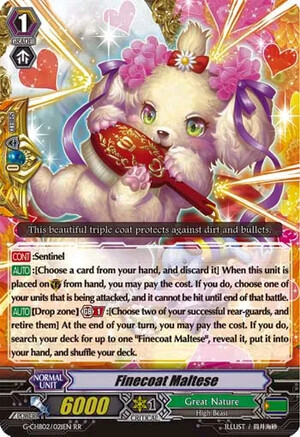 1
GRADE
This beautiful triple coat protects against dirt and bullets.
CONT:Sentinel
AUTO:[Choose a card from your hand, and discard it] When this unit is
placed on G from hand, you may pay the cost. If you do, choose one of
your units that is being attacked, and it cannot be hit until end of that battle.
AUTO[Drop zone] GB 1 :[Choose two of your successful rear-guards, and
retire them] At the end of your turn, you may pay the cost. If you do,
search your deck for up to one "Finecoat Maltese", reveal it, put it into
your hand, and shuffle your deck.
NORMAL
UNIT
Finecoat Maltese
6000
1
CRITICAL
Great Nature
High Beast
G-CHB02/021EN RR
ILLUST